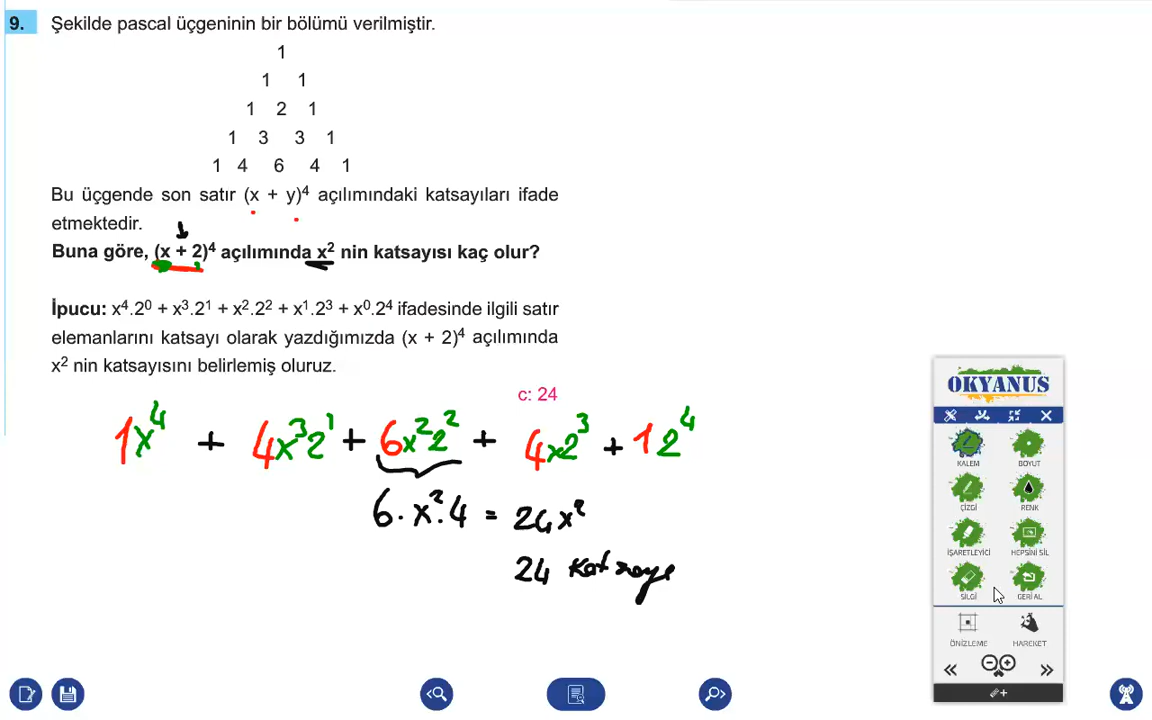 9. Şekilde pascal üçgeninin bir bölümü verilmiştir.
1
1 1
1 2 1
1 3 3 1
1 4 6 4 1
Bu üçgende son satır (x + y)⁴ açılımındaki katsayıları ifade
etmektedir.
Buna göre, (x + 2)⁴ açılımında x² nin katsayısı kaç olur?
İpucu: x⁴.2⁰ + x³.2¹ + x².2² + x¹.2³ + x⁰.2⁴ ifadesinde ilgili satır
elemanlarını katsayı olarak yazdığımızda (x + 2)⁴ açılımında
x² nin katsayısını belirlemiş oluruz.
c: 24
1x⁴ + 4x³2¹ + 6x²2² + 4x2³ + 1 2⁴
6 . x² . 4 = 24x²
24 katsayı
OKYANUS
KALEM BOYUT
ÇİZGİ RENK
İŞARETLEYİCİ HEPSİNİ SİL
SİLGİ GERİ AL
ÖNİZLEME HAREKET